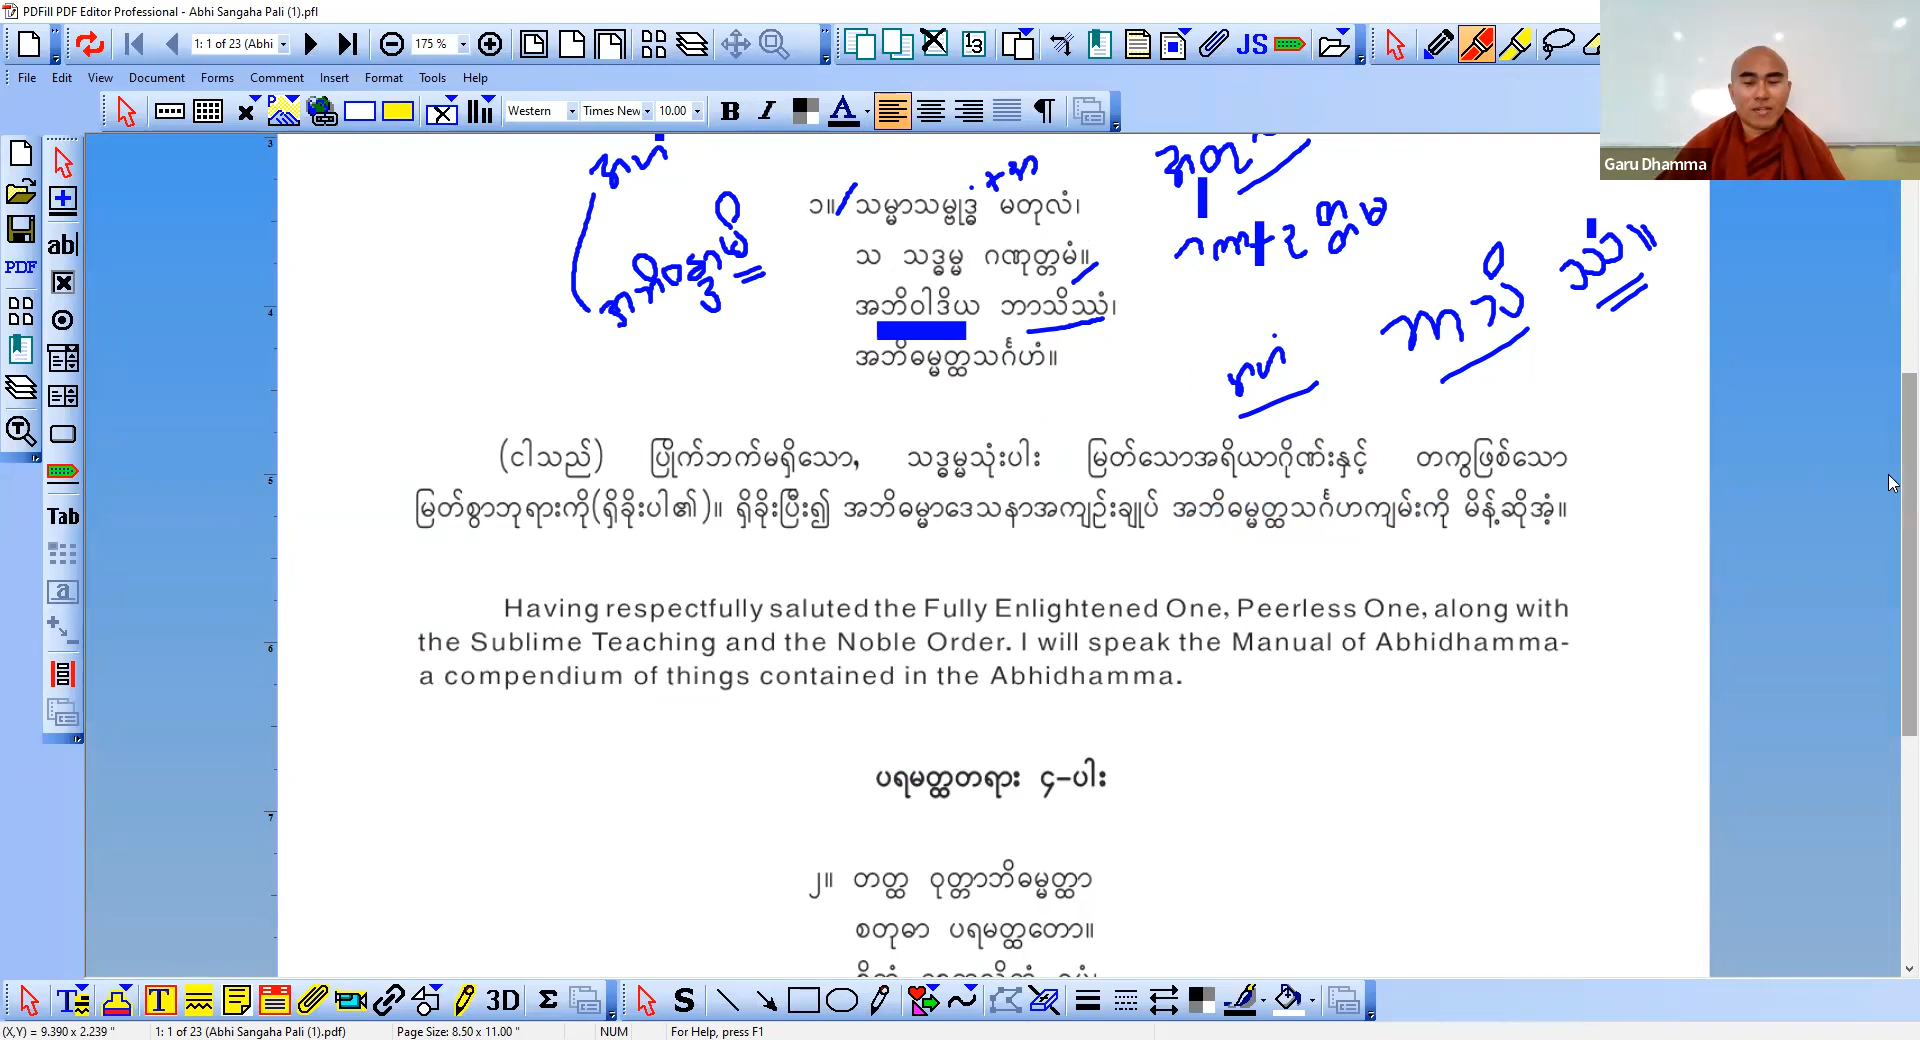 PDFill PDF Editor Professional - Abhi Sangaha Pali (1).pfl
1: 1 of 23 (Abhi
175 %
JS
File Edit View Document Forms Comment Insert Format Tools Help
Western Times New 10.00 B I A
Garu Dhamma
၁။ သမ္မာသမ္ဗုဒ္ဓံ မတုလံ၊
သ သဒ္ဓမ္မ ဂဏုတ္တမံ။
အဘိဝါဒိယ ဘာသိဿံ၊
အဘိဓမ္မတ္ထသင်္ဂဟံ။
(ငါသည်) ပြိုက်ဘက်မရှိသော, သဒ္ဓမ္မသုံးပါး မြတ်သောအရိယာဂိုဏ်းနှင့် တကွဖြစ်သော
မြတ်စွာဘုရားကို(ရှိခိုးပါ၏)။ ရှိခိုးပြီး၍ အဘိဓမ္မာဒေသနာအကျဉ်းချုပ် အဘိဓမ္မတ္ထသင်္ဂဟကျမ်းကို မိန့်ဆိုအံ့။
Having respectfully saluted the Fully Enlightened One, Peerless One, along with
the Sublime Teaching and the Noble Order. I will speak the Manual of Abhidhamma-
a compendium of things contained in the Abhidhamma.
ပရမတ္ထတရား ၄-ပါး
၂။ တတ္ထ ဝုတ္တာဘိဓမ္မတ္ထာ
စတုဓာ ပရမတ္ထတော။
ab|
PDF
Tab
a
3
4
5
6
7
3D
S
(X,Y) = 9.390 x 2.239 " 1: 1 of 23 (Abhi Sangaha Pali (1).pdf) Page Size: 8.50 x 11.00 " NUM For Help, press F1